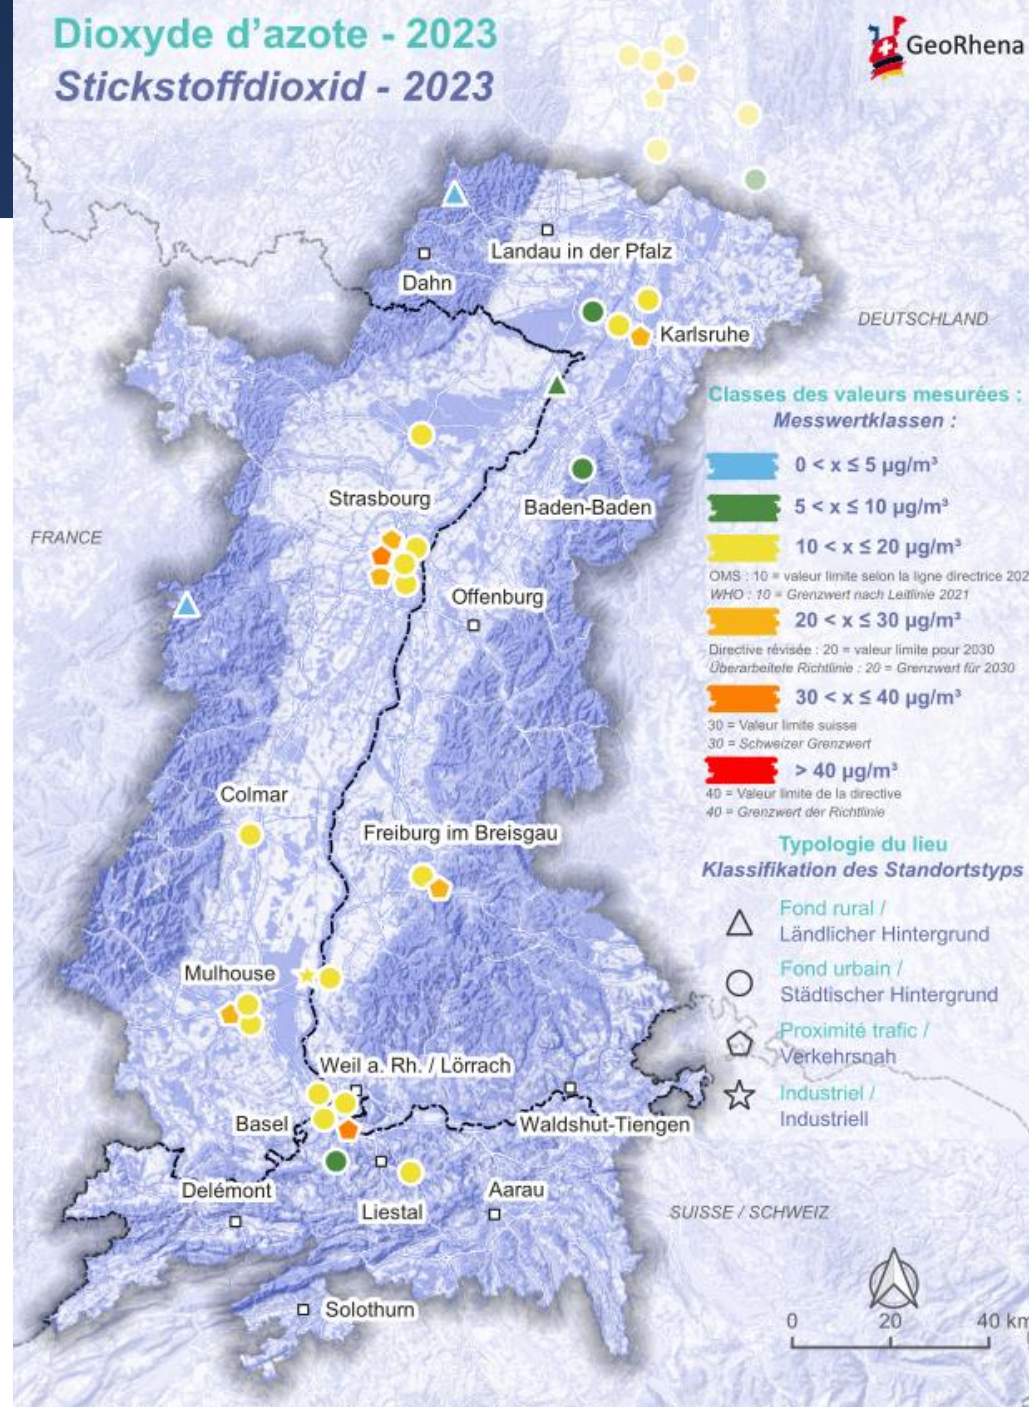 Dioxyde d'azote - 2023
Stickstoffdioxid - 2023
GeoRhena
Landau in der Pfalz
Dahn
Karlsruhe
DEUTSCHLAND
Classes des valeurs mesurées :
Messwertklassen :
0 < x ≤ 5 µg/m³
5 < x ≤ 10 µg/m³
10 < x ≤ 20 µg/m³
OMS : 10 = valeur limite selon la ligne directrice 202
WHO : 10 = Grenzwert nach Leitlinie 2021
20 < x ≤ 30 µg/m³
Directive révisée : 20 = valeur limite pour 2030
Überarbeitete Richtlinie : 20 = Grenzwert für 2030
30 < x ≤ 40 µg/m³
30 = Valeur limite suisse
30 = Schweizer Grenzwert
> 40 µg/m³
40 = Valeur limite de la directive
40 = Grenzwert der Richtlinie
Strasbourg
Baden-Baden
FRANCE
Offenburg
Colmar
Freiburg im Breisgau
Mulhouse
Weil a. Rh. / Lörrach
Basel
Waldshut-Tiengen
Delémont
Liestal
Aarau
Solothurn
SUISSE / SCHWEIZ
Typologie du lieu
Klassifikation des Standortstyps
Fond rural /
Ländlicher Hintergrund
Fond urbain /
Städtischer Hintergrund
Proximité trafic /
Verkehrsnah
Industriel /
Industriell
0 20 40 km